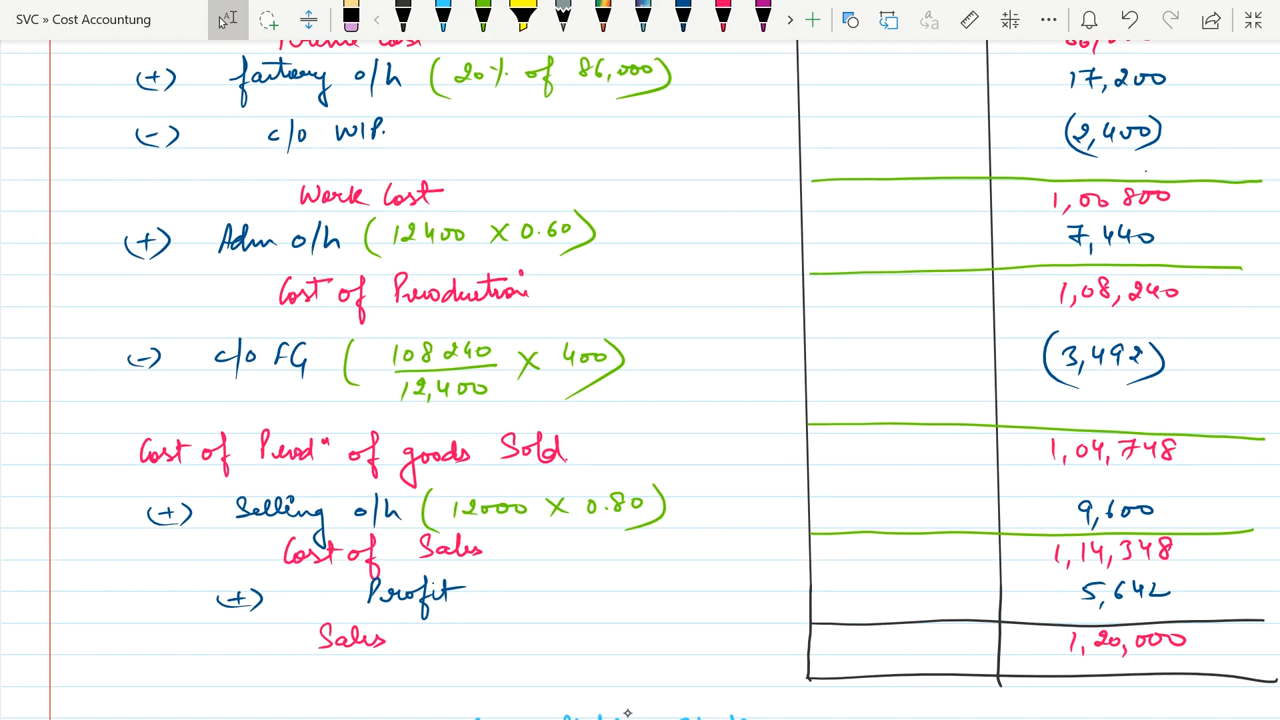 SVC » Cost Accountung
Prime Cost
(+) factory o/h (20% of 86,000) 17,200
(-) c/o WIP. (2,400)
Work Cost 1,00 800
(+) Adm o/h (12400 X 0.60) 7,440
Cost of Production 1,08,240
(-) c/o FG (108240/12,400 X 400) (3,492)
Cost of Prodⁿ of goods Sold 1,04,748
(+) Selling o/h (12000 X 0.80) 9,600
Cost of Sales 1,14,348
(+) Profit 5,642
Sales 1,20,000